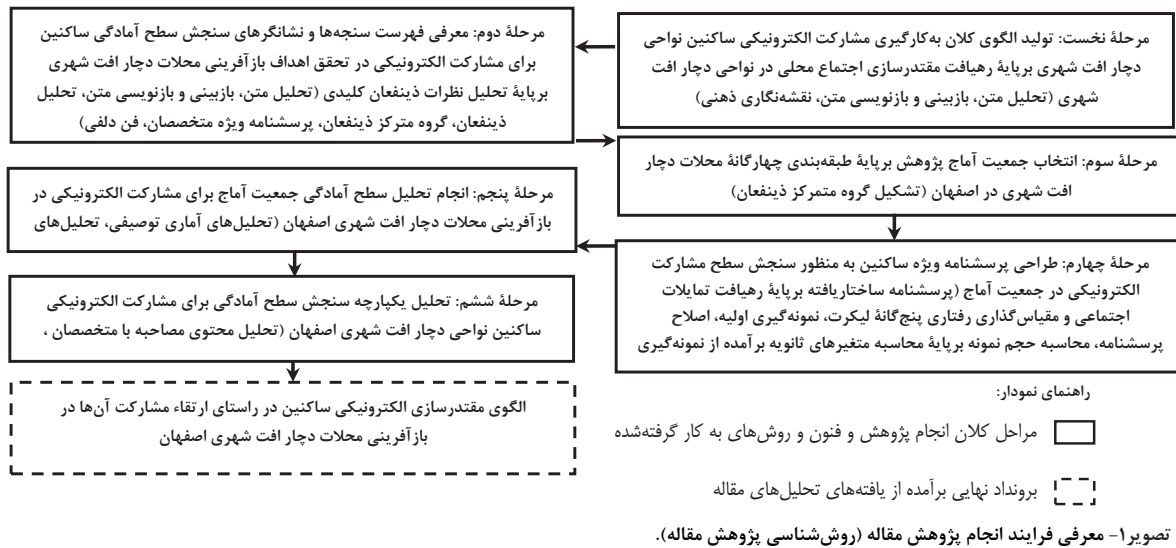 مرحلهٔ نخست: تولید الگوی کلان به‌کارگیری مشارکت الکترونیکی ساکنین نواحی
دچار افت شهری برپایهٔ رهیافت مقتدرسازی اجتماع محلی در نواحی دچار افت
شهری (تحلیل متن، بازبینی و بازنویسی متن، نقشه‌نگاری ذهنی)
مرحلهٔ دوم: معرفی فهرست سنجه‌ها و نشانگرهای سنجش سطح آمادگی ساکنین
برای مشارکت الکترونیکی در تحقق اهداف بازآفرینی محلات دچار افت شهری
برپایهٔ تحلیل نظرات ذینفعان کلیدی (تحلیل متن، بازبینی و بازنویسی متن، تحلیل
ذینفعان، گروه مترکز ذینفعان، پرسشنامه ویژه متخصصان، فن دلفی)
مرحلهٔ سوم: انتخاب جمعیت آماج پژوهش برپایهٔ طبقه‌بندی چهارگانهٔ محلات دچار
افت شهری در اصفهان (تشکیل گروه متمرکز ذینفعان)
مرحلهٔ چهارم: طراحی پرسشنامه ویژه ساکنین به منظور سنجش سطح مشارکت
الکترونیکی در جمعیت آماج (پرسشنامه ساختاریافته برپایهٔ رهیافت تمایلات
اجتماعی و مقیاس‌گذاری رفتاری پنج‌گانهٔ لیکرت، نمونه‌گیری اولیه، اصلاح
پرسشنامه، محاسبه حجم نمونه برپایهٔ محاسبه متغیرهای ثانویه برآمده از نمونه‌گیری
مرحلهٔ پنجم: انجام تحلیل سطح آمادگی جمعیت آماج برای مشارکت الکترونیکی در
بازآفرینی محلات دچار افت شهری اصفهان (تحلیل‌های آماری توصیفی، تحلیل‌های
مرحلهٔ ششم: تحلیل یکپارچه سنجش سطح آمادگی برای مشارکت الکترونیکی
ساکنین نواحی دچار افت شهری اصفهان (تحلیل محتوی مصاحبه با متخصصان ،
الگوی مقتدرسازی الکترونیکی ساکنین در راستای ارتقاء مشارکت آن‌ها در
بازآفرینی محلات دچار افت شهری اصفهان
راهنمای نمودار:
مراحل کلان انجام پژوهش و فنون و روش‌های به کار گرفته‌شده
برونداد نهایی برآمده از یافته‌های تحلیل‌های مقاله
تصویر۱- معرفی فرایند انجام پژوهش مقاله (روش‌شناسی پژوهش مقاله).